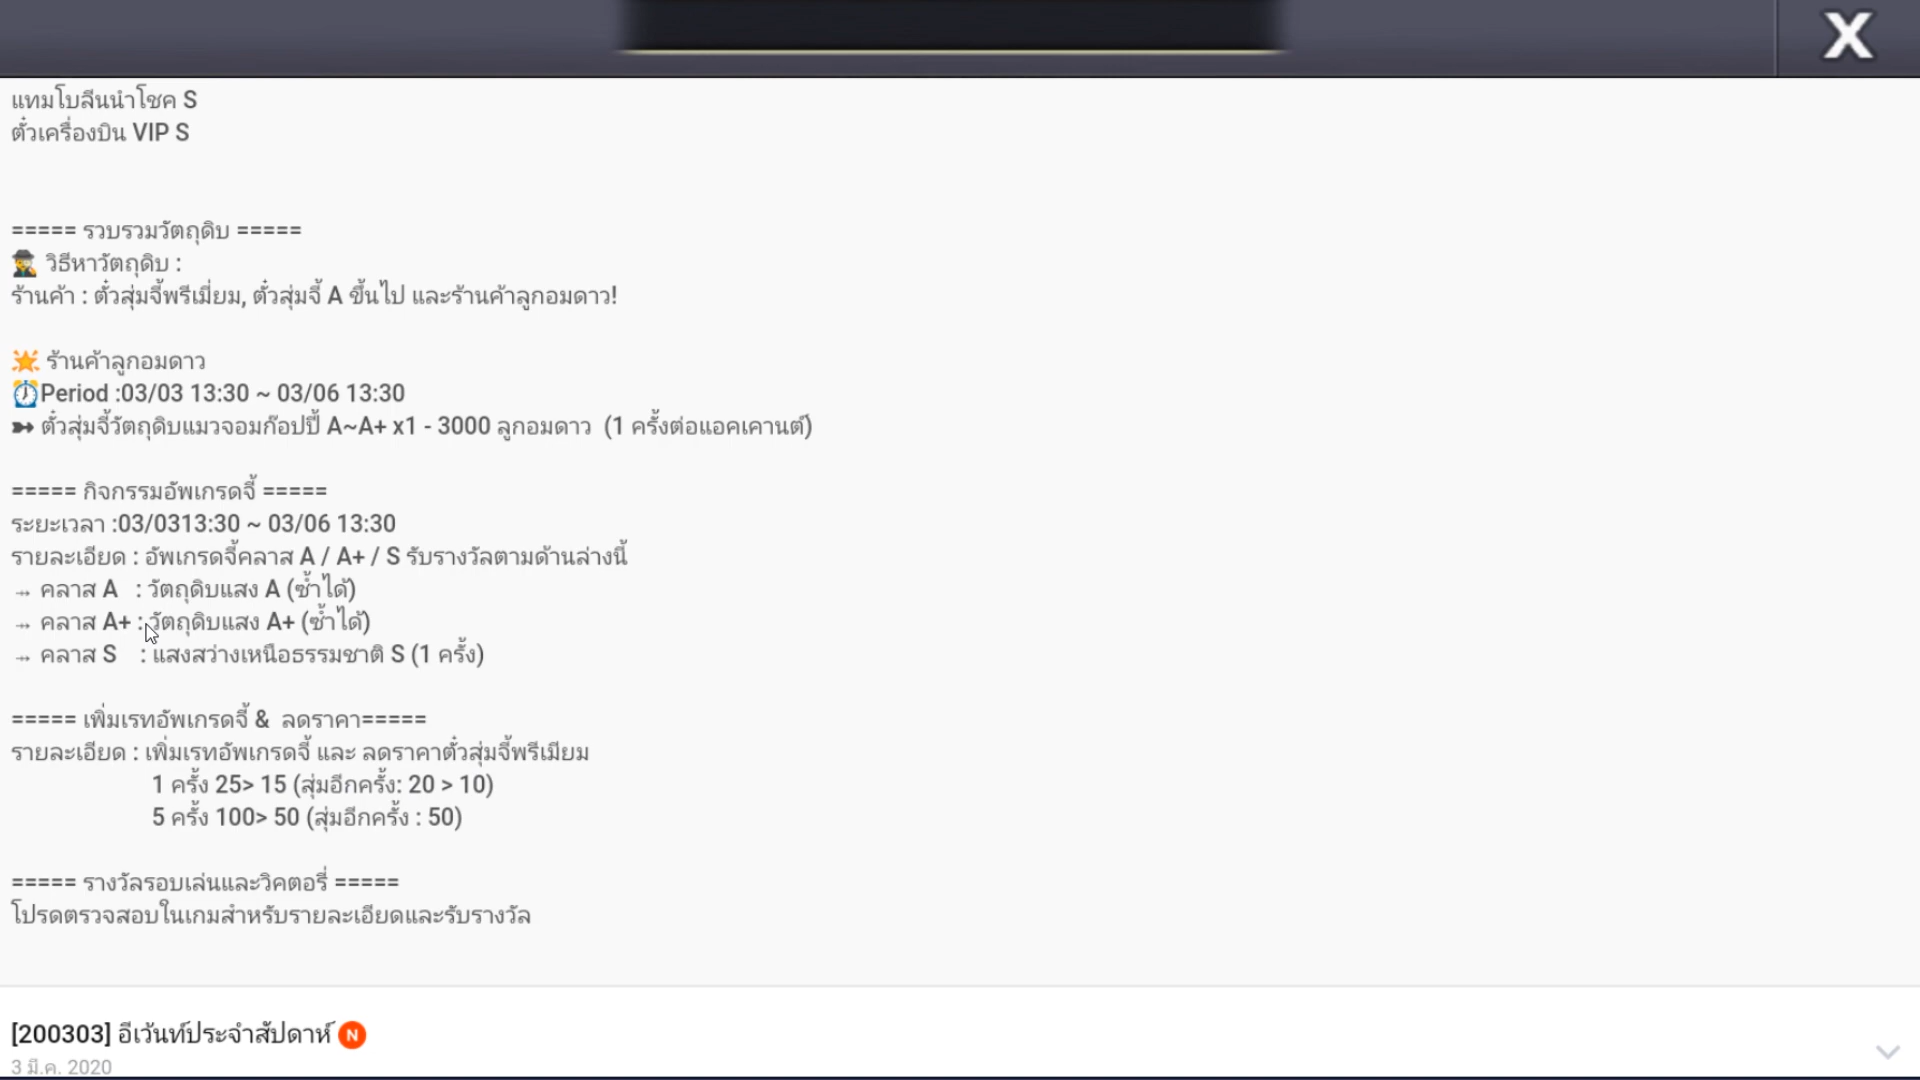 X
แทมโบลีนนำโชค S
ตั๋วเครื่องบิน VIP S
===== รวบรวมวัตถุดิบ =====
🕵️ วิธีหาวัตถุดิบ :
ร้านค้า : ตั๋วสุ่มจี้พรีเมี่ยม, ตั๋วสุ่มจี้ A ขึ้นไป และร้านค้าลูกอมดาว!
🌟 ร้านค้าลูกอมดาว
⏰Period :03/03 13:30 ~ 03/06 13:30
➽ ตั๋วสุ่มจี้วัตถุดิบแมวจอมก๊อปปี้ A~A+ x1 - 3000 ลูกอมดาว (1 ครั้งต่อแอคเคานต์)
===== กิจกรรมอัพเกรดจี้ =====
ระยะเวลา :03/0313:30 ~ 03/06 13:30
รายละเอียด : อัพเกรดจี้คลาส A / A+ / S รับรางวัลตามด้านล่างนี้
→ คลาส A : วัตถุดิบแสง A (ซ้ำได้)
→ คลาส A+ : วัตถุดิบแสง A+ (ซ้ำได้)
→ คลาส S : แสงสว่างเหนือธรรมชาติ S (1 ครั้ง)
===== เพิ่มเรทอัพเกรดจี้ & ลดราคา=====
รายละเอียด : เพิ่มเรทอัพเกรดจี้ และ ลดราคาตั๋วสุ่มจี้พรีเมียม
1 ครั้ง 25> 15 (สุ่มอีกครั้ง: 20 > 10)
5 ครั้ง 100> 50 (สุ่มอีกครั้ง : 50)
===== รางวัลรอบเล่นและวิคตอรี่ =====
โปรดตรวจสอบในเกมสำหรับรายละเอียดและรับรางวัล
[200303] อีเว้นท์ประจำสัปดาห์ N
3 มี.ค. 2020